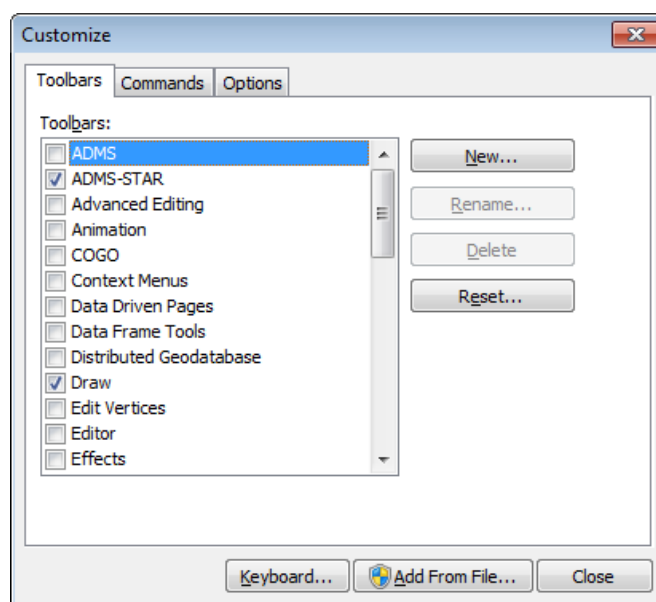 Customize
Toolbars Commands Options
Toolbars:
ADMS
ADMS-STAR
Advanced Editing
Animation
COGO
Context Menus
Data Driven Pages
Data Frame Tools
Distributed Geodatabase
Draw
Edit Vertices
Editor
Effects
New...
Rename...
Delete
Reset...
Keyboard... Add From File... Close